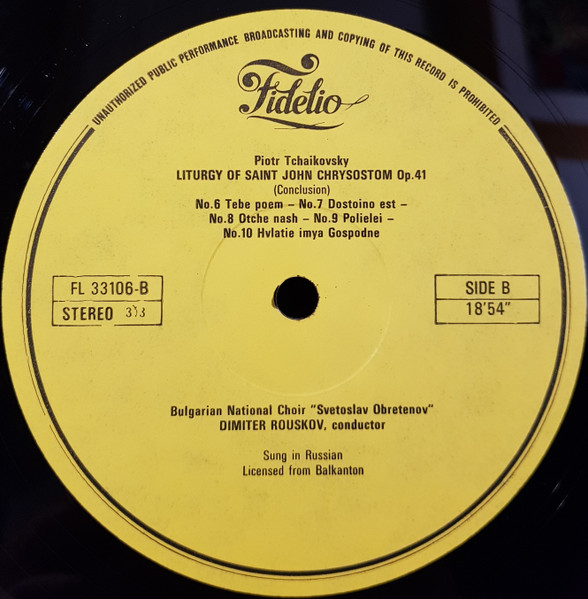 UNAUTHORIZED PUBLIC PERFORMANCE BROADCASTING AND COPYING OF THIS RECORD IS PROHIBITED
Fidelio
Piotr Tchaikovsky
LITURGY OF SAINT JOHN CHRYSOSTOM Op.41
(Conclusion)
No.6 Tebe poem – No.7 Dostoino est –
No.8 Otche nash – No.9 Polielei –
No.10 Hvlatie imya Gospodne
FL 33106-B
STEREO 33
SIDE B
18'54"
Bulgarian National Choir "Svetoslav Obretenov"
DIMITER ROUSKOV, conductor
Sung in Russian
Licensed from Balkanton